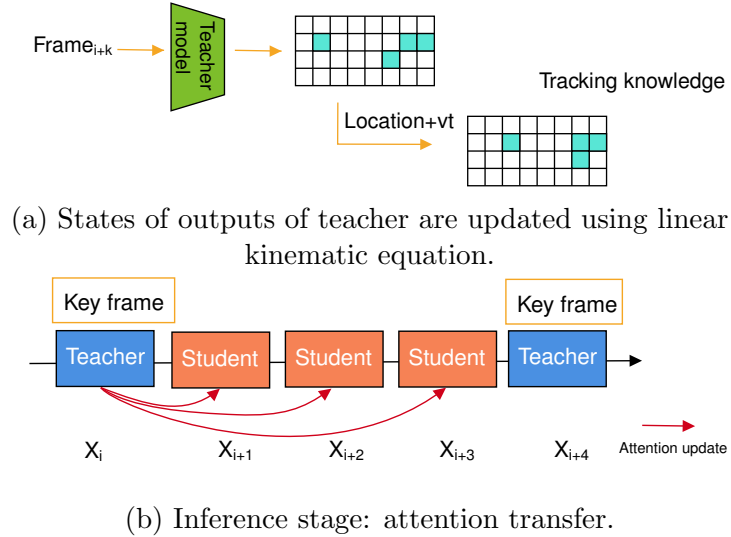 Frame_{i+k}
Teacher model
Tracking knowledge
Location+vt
(a) States of outputs of teacher are updated using linear
kinematic equation.
Key frame
Key frame
Teacher
Student
Student
Student
Teacher
X_i
X_{i+1}
X_{i+2}
X_{i+3}
X_{i+4}
Attention update
(b) Inference stage: attention transfer.